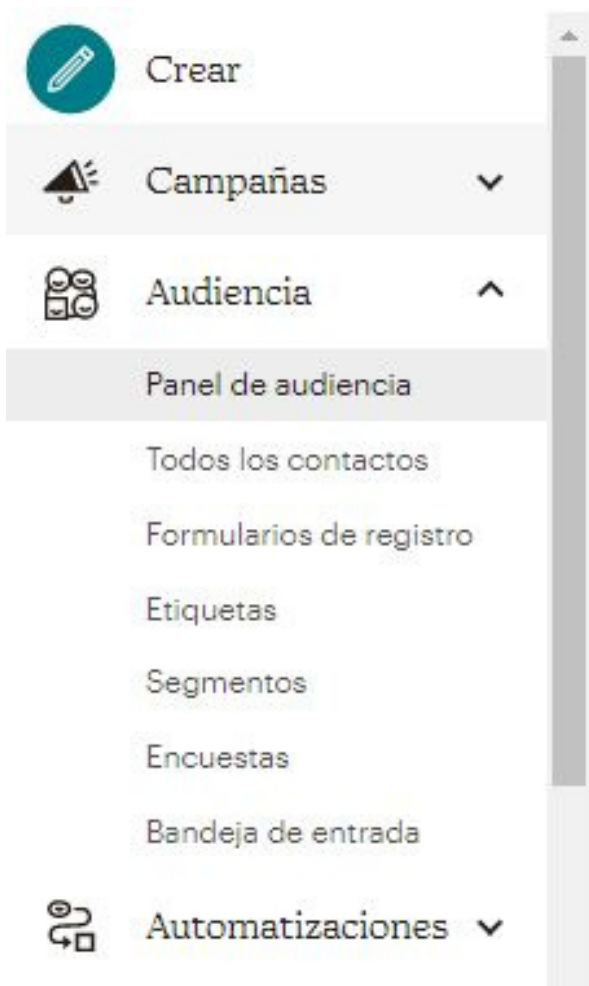 Crear
Campañas
Audiencia
Panel de audiencia
Todos los contactos
Formularios de registro
Etiquetas
Segmentos
Encuestas
Bandeja de entrada
Automatizaciones